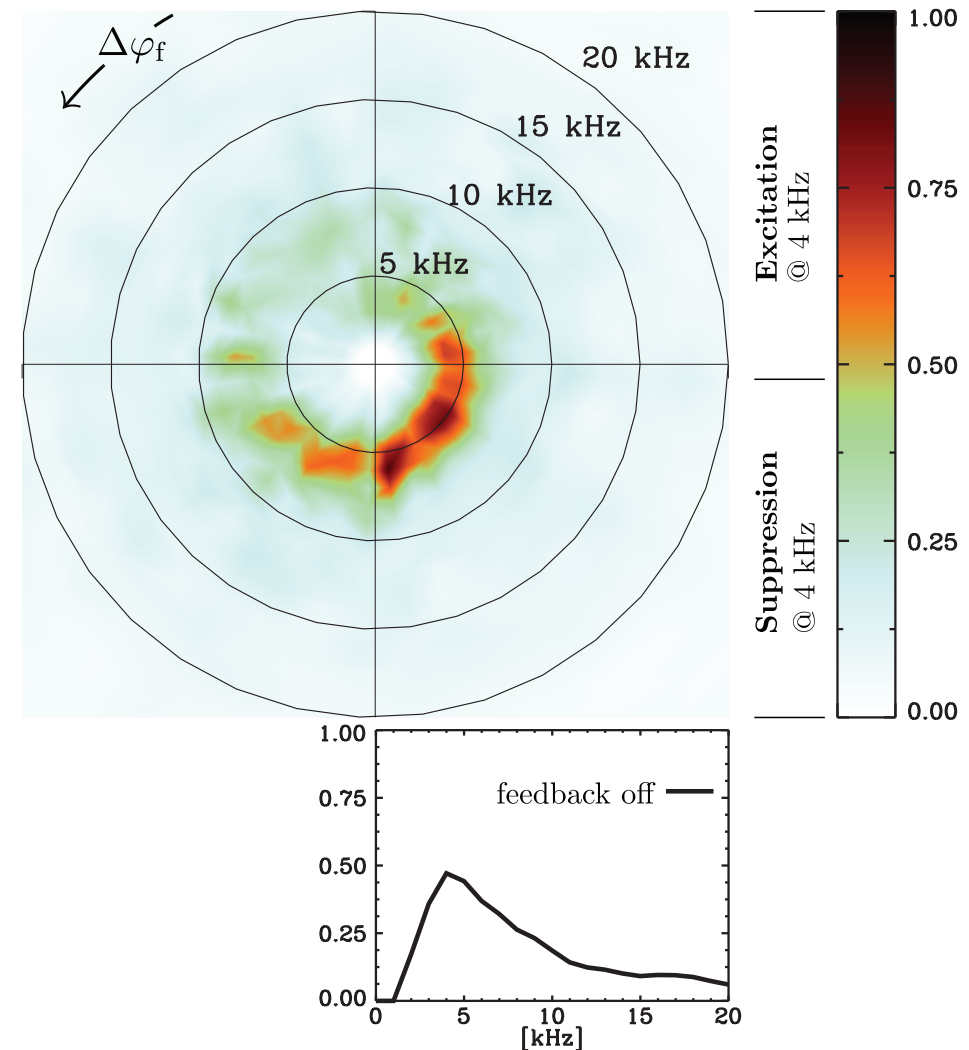 Δφf
20 kHz
15 kHz
10 kHz
5 kHz
Excitation
@ 4 kHz
Suppression
@ 4 kHz
1.00
0.75
0.50
0.25
0.00
1.00
0.75
0.50
0.25
0.00
feedback off
0 5 10 15 20
[kHz]